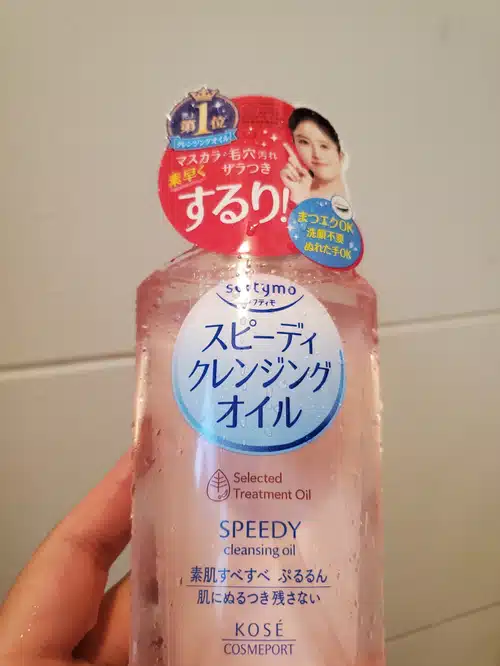 第1位
クレンジングオイル
マスカラ・毛穴汚れ
ザラつき
素早く
するり!
まつエクOK
洗顔不要
ぬれた手OK
softymo
ソフティモ
スピーディ
クレンジング
オイル
Selected
Treatment Oil
SPEEDY
cleansing oil
素肌すべすべ ぷるるん
肌にぬるつき残さない
KOSÉ
COSMEPORT